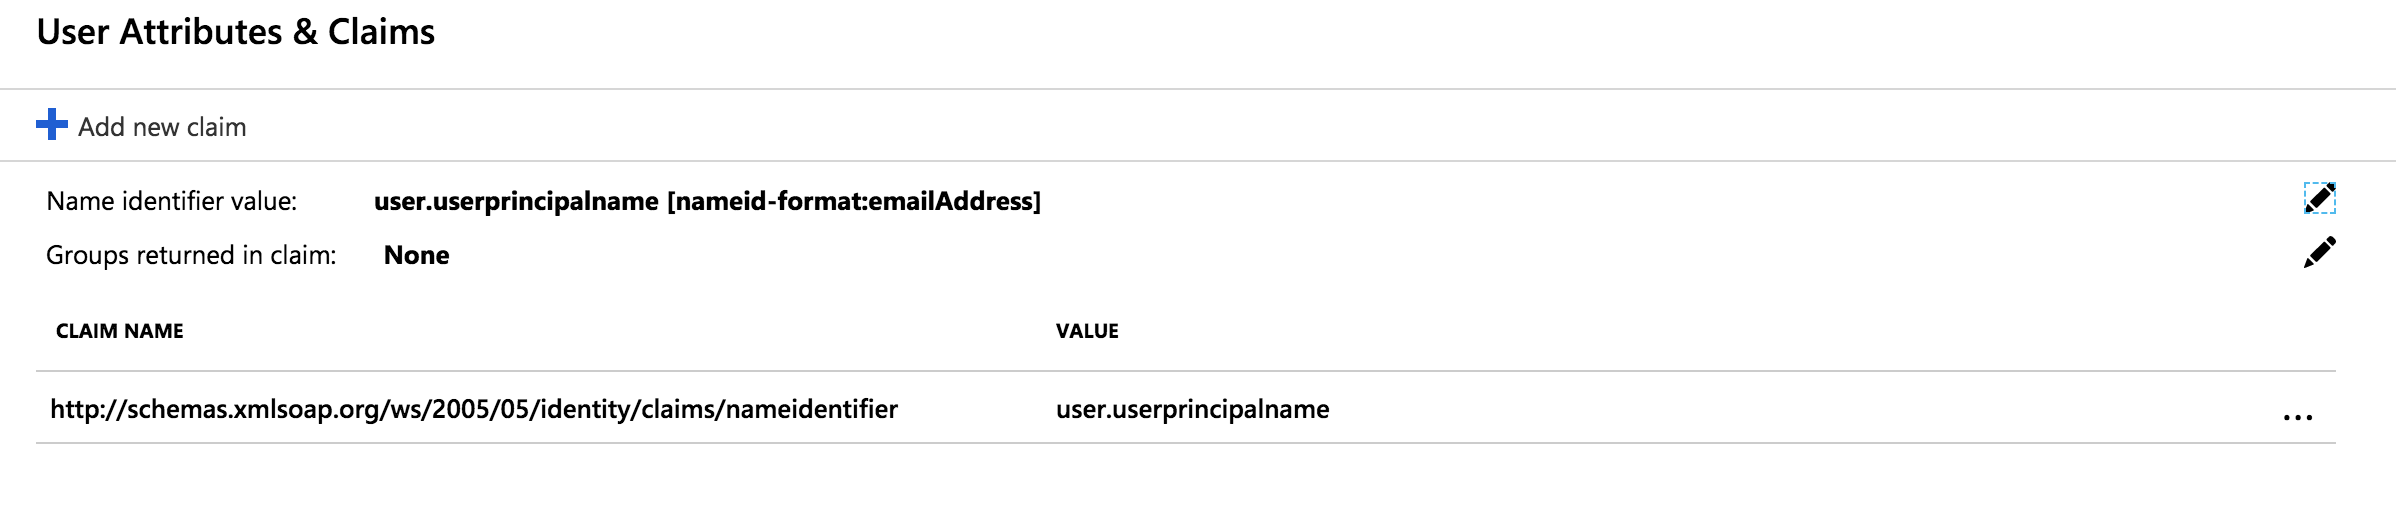 User Attributes & Claims
Add new claim
Name identifier value: user.userprincipalname [nameid-format:emailAddress]
Groups returned in claim: None
CLAIM NAME VALUE
http://schemas.xmlsoap.org/ws/2005/05/identity/claims/nameidentifier user.userprincipalname ...